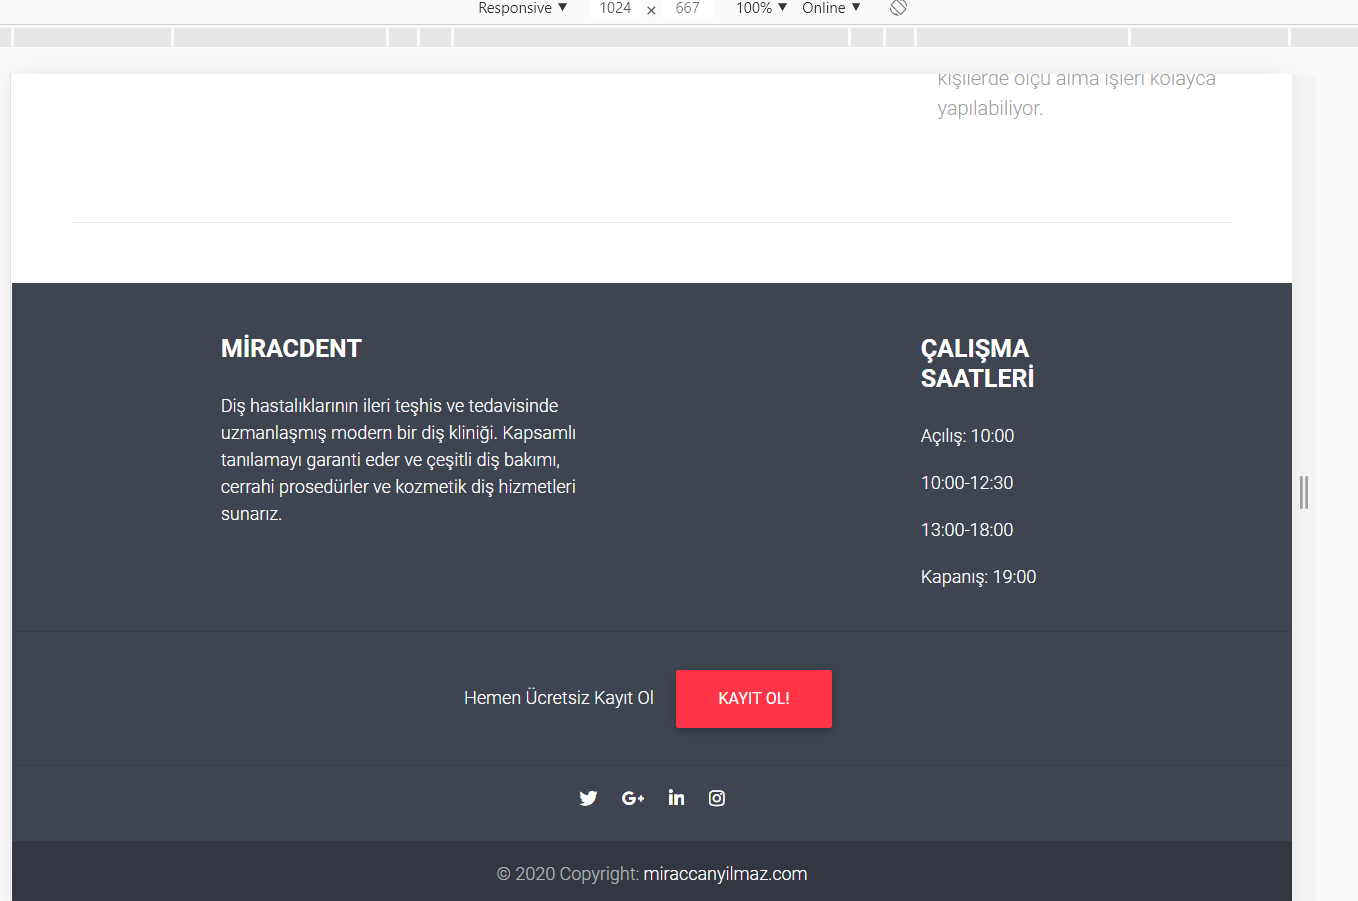 Responsive ▼ 1024 × 667 100% ▼ Online ▼
kişilerde ölçü alma işleri kolayca
yapılabiliyor.
MİRACDENT
Diş hastalıklarının ileri teşhis ve tedavisinde
uzmanlaşmış modern bir diş kliniği. Kapsamlı
tanılamayı garanti eder ve çeşitli diş bakımı,
cerrahi prosedürler ve kozmetik diş hizmetleri
sunarız.
ÇALIŞMA
SAATLERİ
Açılış: 10:00
10:00-12:30
13:00-18:00
Kapanış: 19:00
Hemen Ücretsiz Kayıt Ol
KAYIT OL!
© 2020 Copyright: miraccanyilmaz.com